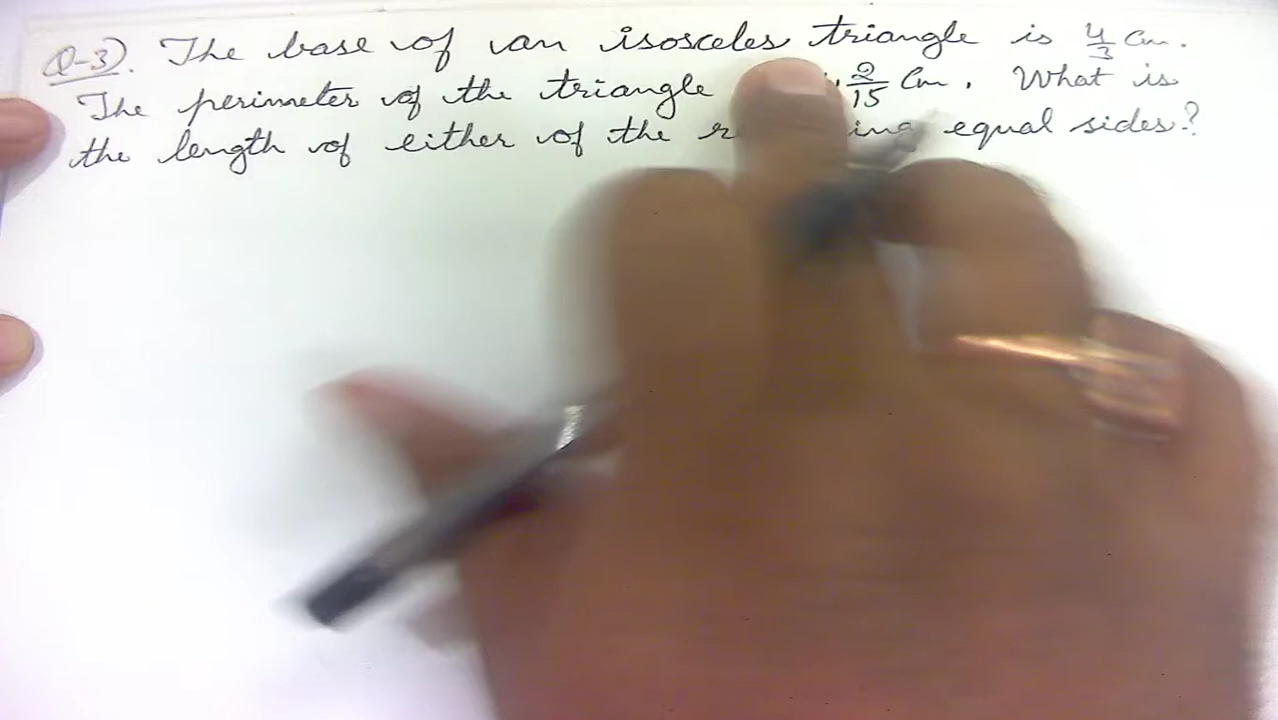 Q-3). The base of an isosceles triangle is 4/3 cm.
The perimeter of the triangle 2/15 cm. What is
the length of either of the equal sides?